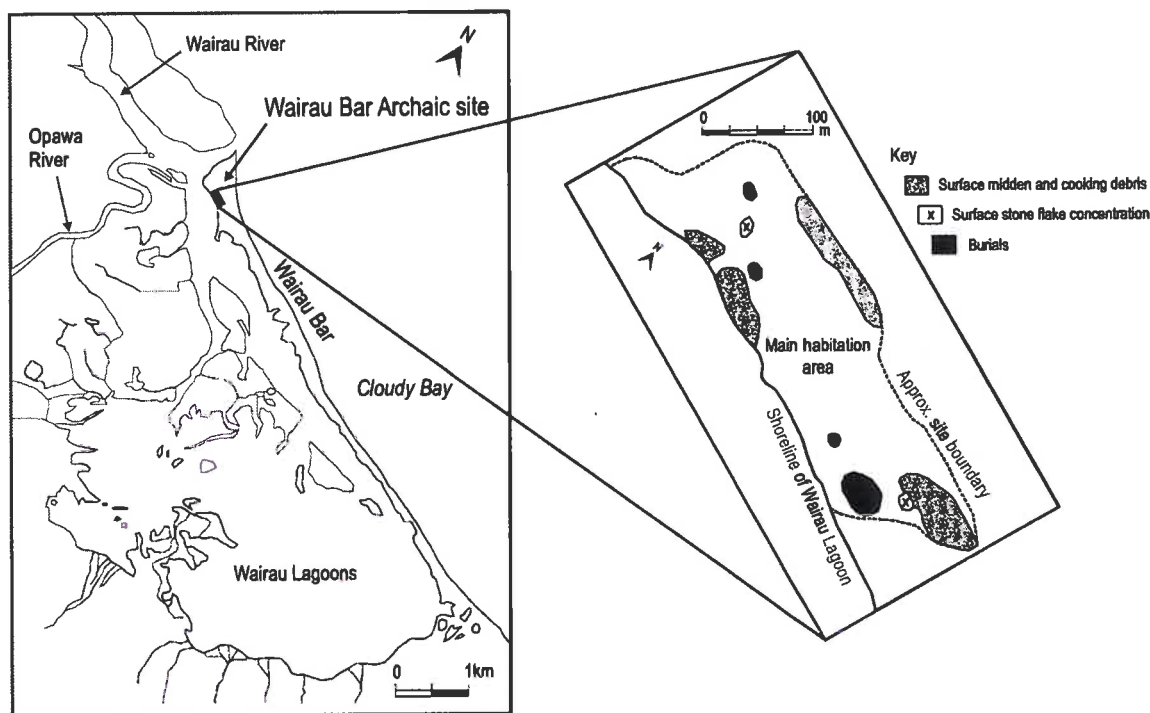 N
Wairau River
Wairau Bar Archaic site
Opawa
River
Wairau Bar
Cloudy Bay
Wairau Lagoons
0 1km
0 100
m
N
Main habitation
area
Approx. site boundary
Shoreline of Wairau Lagoon
x
x
Key
Surface midden and cooking debris
x Surface stone flake concentration
Burials